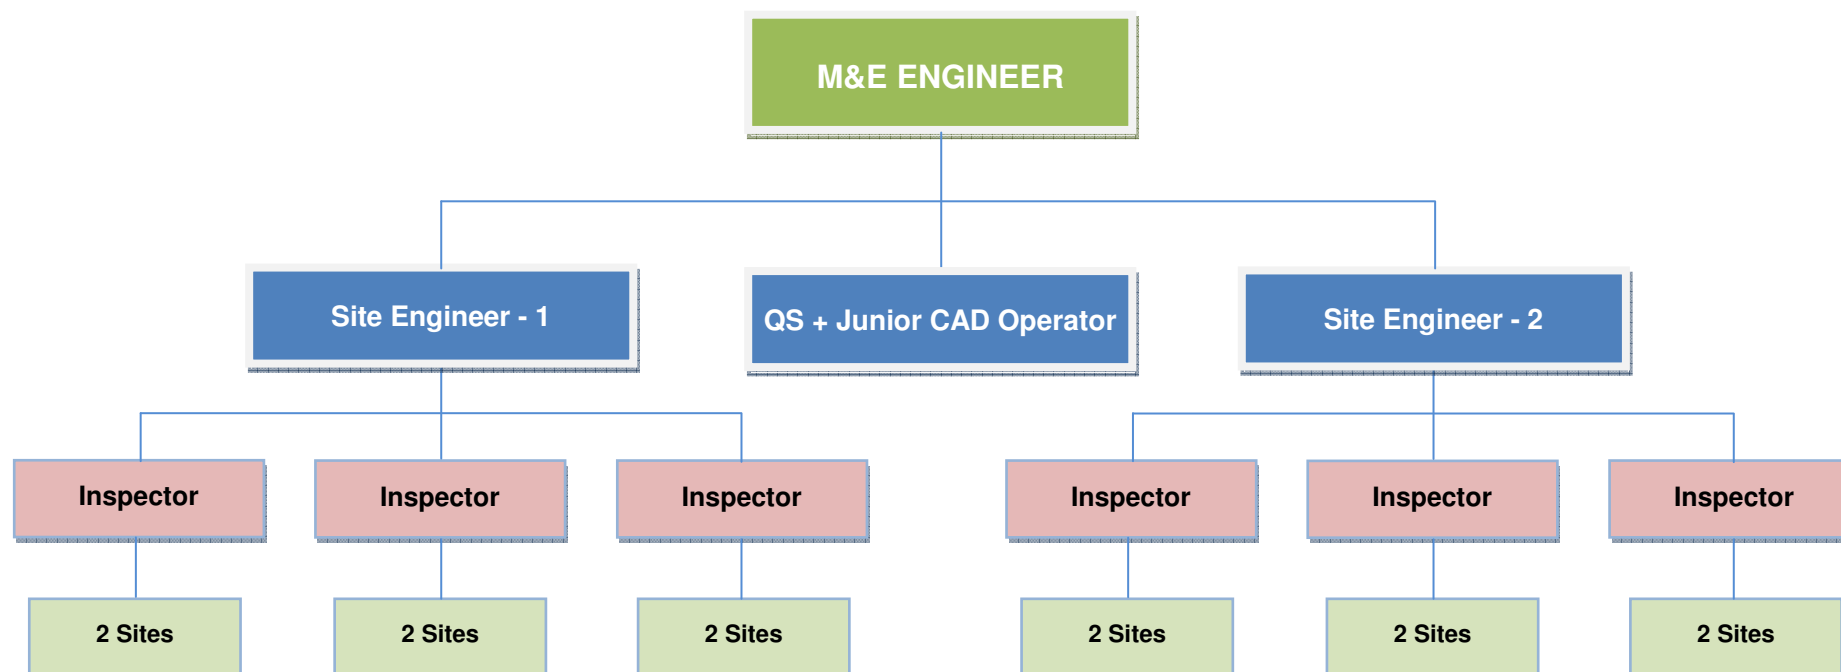 M&E ENGINEER
Site Engineer - 1
QS + Junior CAD Operator
Site Engineer - 2
Inspector
Inspector
Inspector
Inspector
Inspector
Inspector
2 Sites
2 Sites
2 Sites
2 Sites
2 Sites
2 Sites